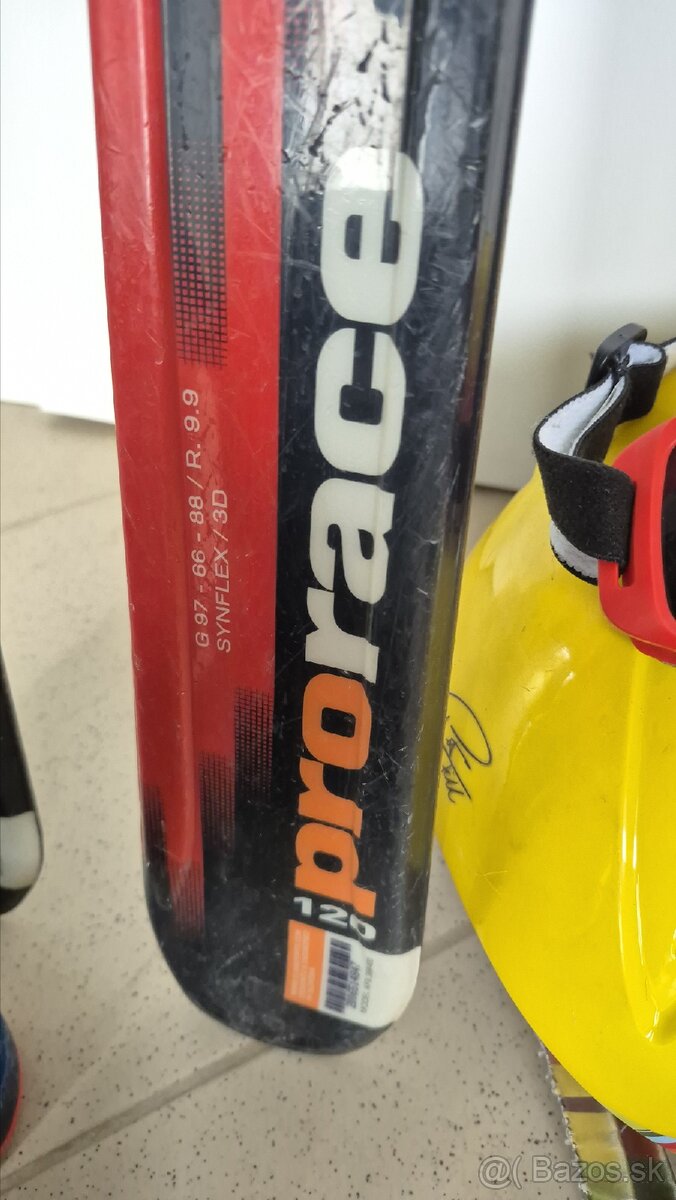 prorace
120
G 97 - 66 - 88 / R. 9.9
SYNFLEX / 3D
@( Bazos.sk